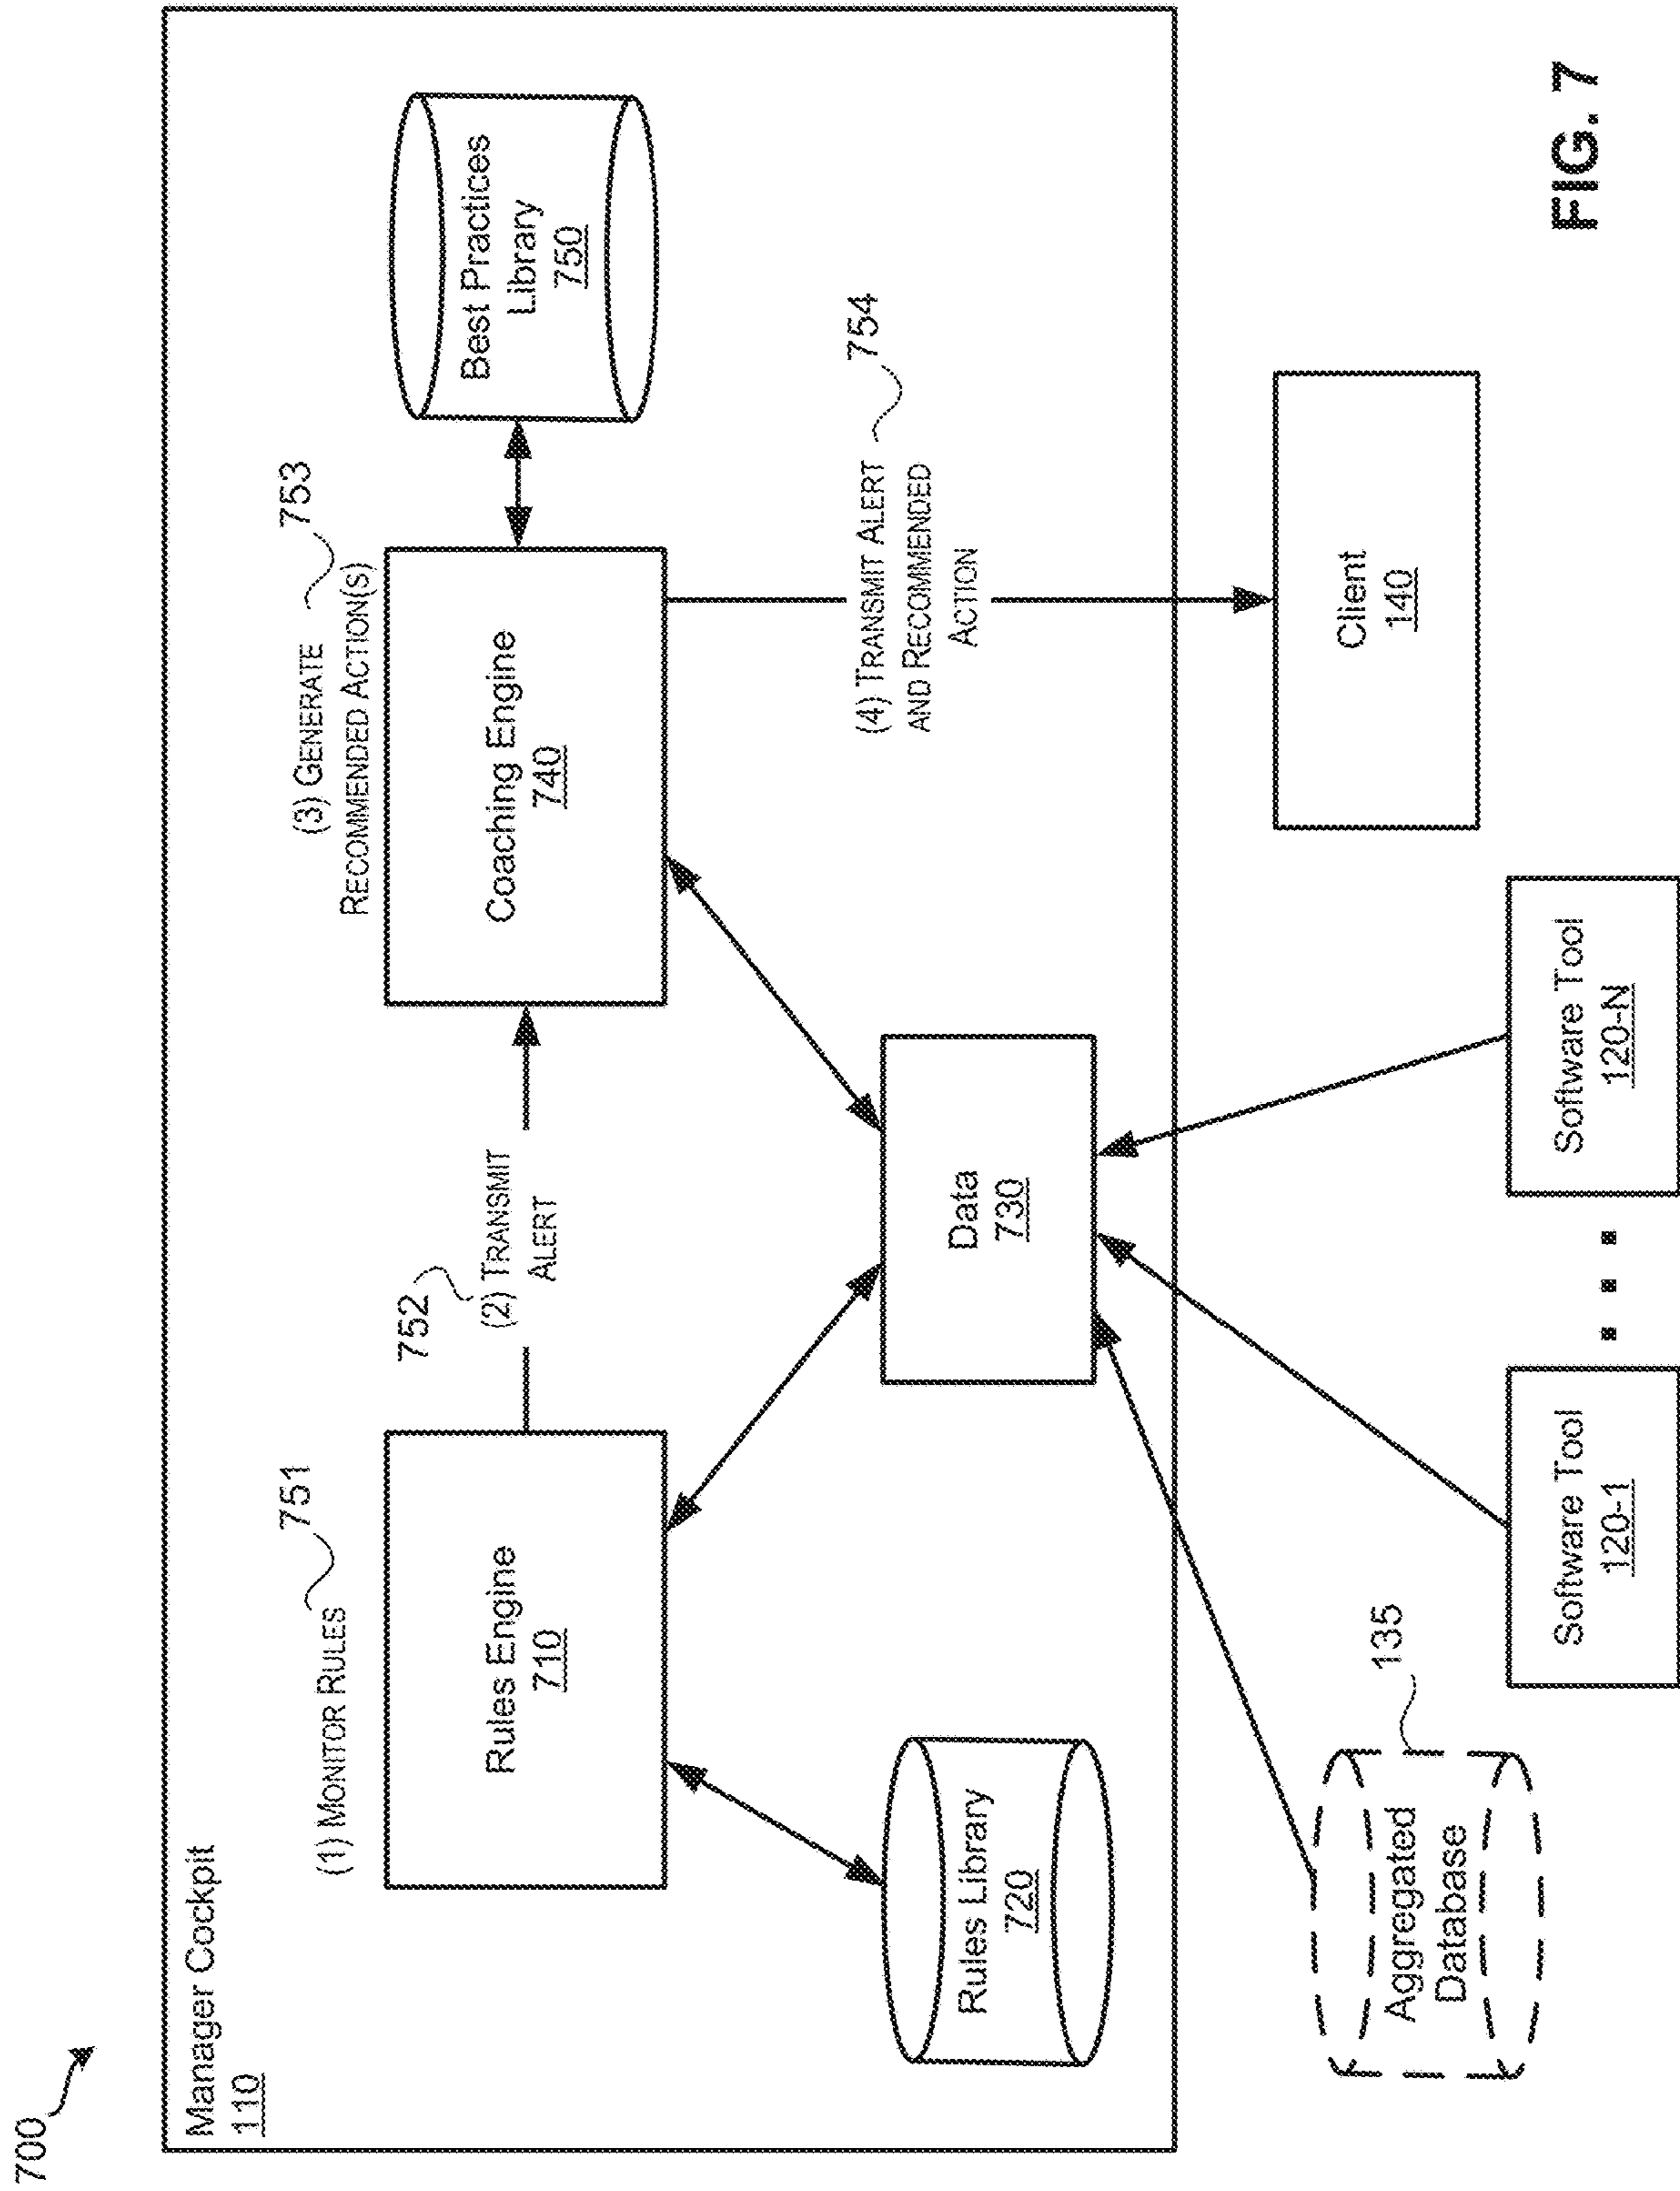 700
Manager Cockpit
110
(1) MONITOR RULES
751
Rules Engine
710
752
(2) TRANSMIT
ALERT
(3) GENERATE
RECOMMENDED ACTION(S)
753
Coaching Engine
740
Best Practices
Library
750
Rules Library
720
Data
730
(4) TRANSMIT ALERT
AND RECOMMENDED
ACTION
754
Aggregated
Database
135
Software Tool
120-1
. . .
Software Tool
120-N
Client
140
FIG. 7